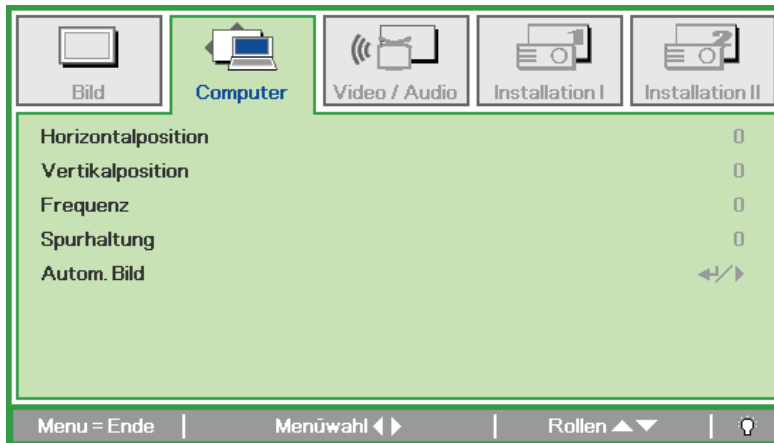 Bild
Computer
Video / Audio
Installation I
Installation II
Horizontalposition 0
Vertikalposition 0
Frequenz 0
Spurhaltung 0
Autom. Bild
Menu = Ende | Menüwahl | Rollen